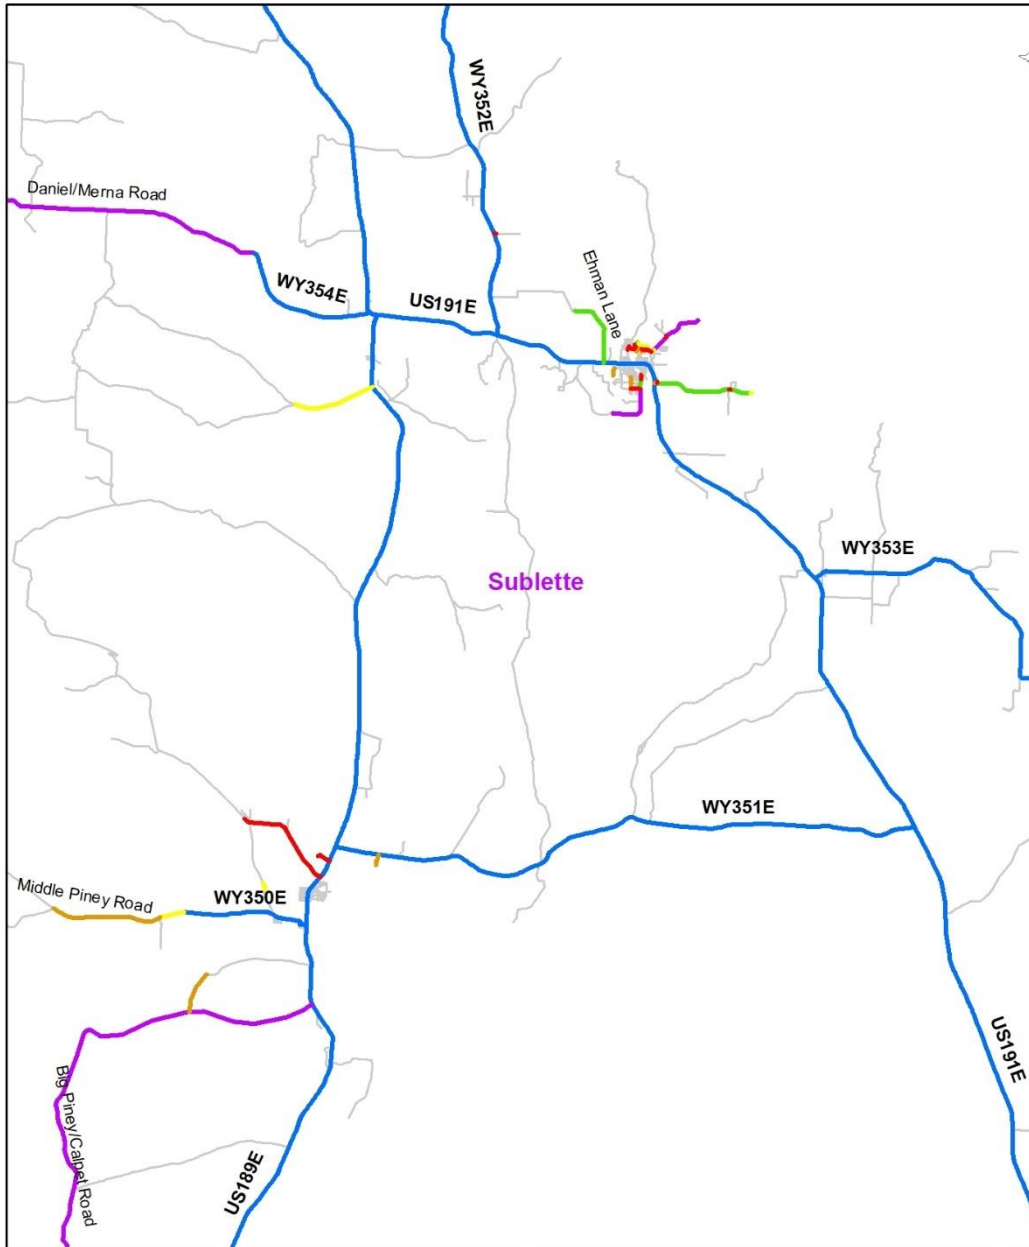 WY352E
Daniel/Merna Road
Ehman Lane
WY354E
US191E
WY353E
Sublette
WY351E
Middle Piney Road
WY350E
US191E
Big Piney/Calpet Road
US189E